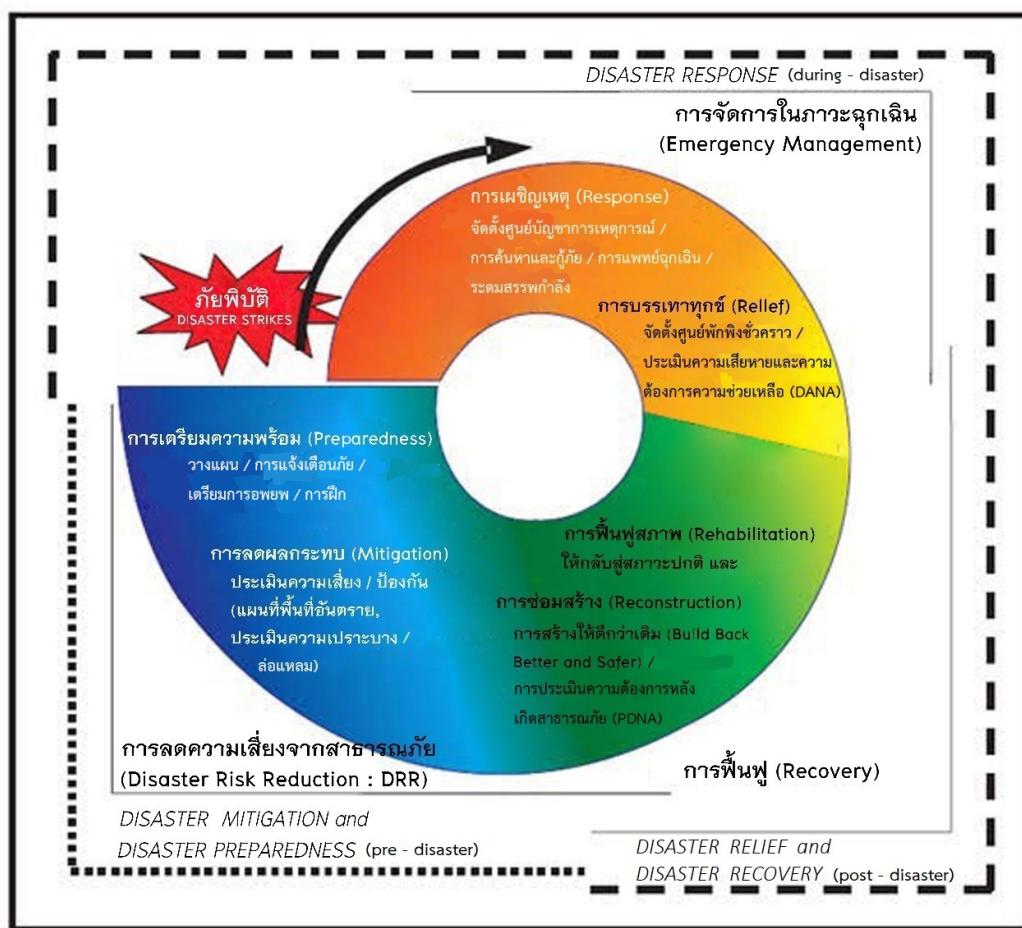 DISASTER RESPONSE (during - disaster)
การจัดการในภาวะฉุกเฉิน
(Emergency Management)
การเผชิญเหตุ (Response)
จัดตั้งศูนย์บัญชาการเหตุการณ์ /
การค้นหาและกู้ภัย / การแพทย์ฉุกเฉิน /
ระดมสรรพกำลัง
ภัยพิบัติ
DISASTER STRIKES
การบรรเทาทุกข์ (Rellef)
จัดตั้งศูนย์พักพิงชั่วคราว /
ประเมินความเสียหายและความ
ต้องการความช่วยเหลือ (DANA)
การเตรียมความพร้อม (Preparedness)
วางแผน / การแจ้งเตือนภัย /
เตรียมการอพยพ / การฝึก
การลดผลกระทบ (Mitigation)
ประเมินความเสี่ยง / ป้องกัน
(แผนที่พื้นที่อันตราย,
ประเมินความเปราะบาง /
ล่อแหลม)
การฟื้นฟูสภาพ (Rehabilitation)
ให้กลับสู่สภาวะปกติ และ
การซ่อมสร้าง (Reconstruction)
การสร้างให้ดีกว่าเดิม (Build Back
Better and Safer) /
การประเมินความต้องการหลัง
เกิดสาธารณภัย (PDNA)
การลดความเสี่ยงจากสาธารณภัย
(Disaster Risk Reduction : DRR)
การฟื้นฟู (Recovery)
DISASTER MITIGATION and
DISASTER PREPAREDNESS (pre - disaster)
DISASTER RELIEF and
DISASTER RECOVERY (post - disaster)